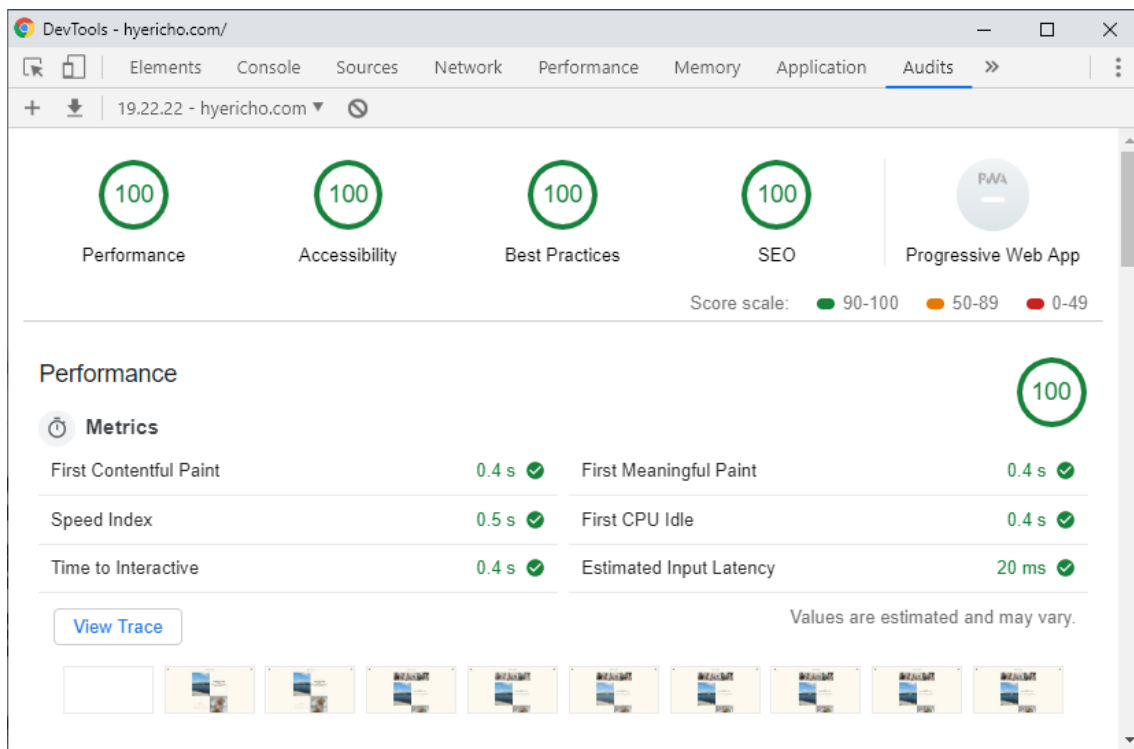 DevTools - hyericho.com/
Elements Console Sources Network Performance Memory Application Audits »
19.22.22 - hyericho.com ▼
100 100 100 100 PWA
Performance Accessibility Best Practices SEO Progressive Web App
Score scale: 90-100 50-89 0-49
Performance 100
Metrics
First Contentful Paint 0.4 s First Meaningful Paint 0.4 s
Speed Index 0.5 s First CPU Idle 0.4 s
Time to Interactive 0.4 s Estimated Input Latency 20 ms
View Trace Values are estimated and may vary.